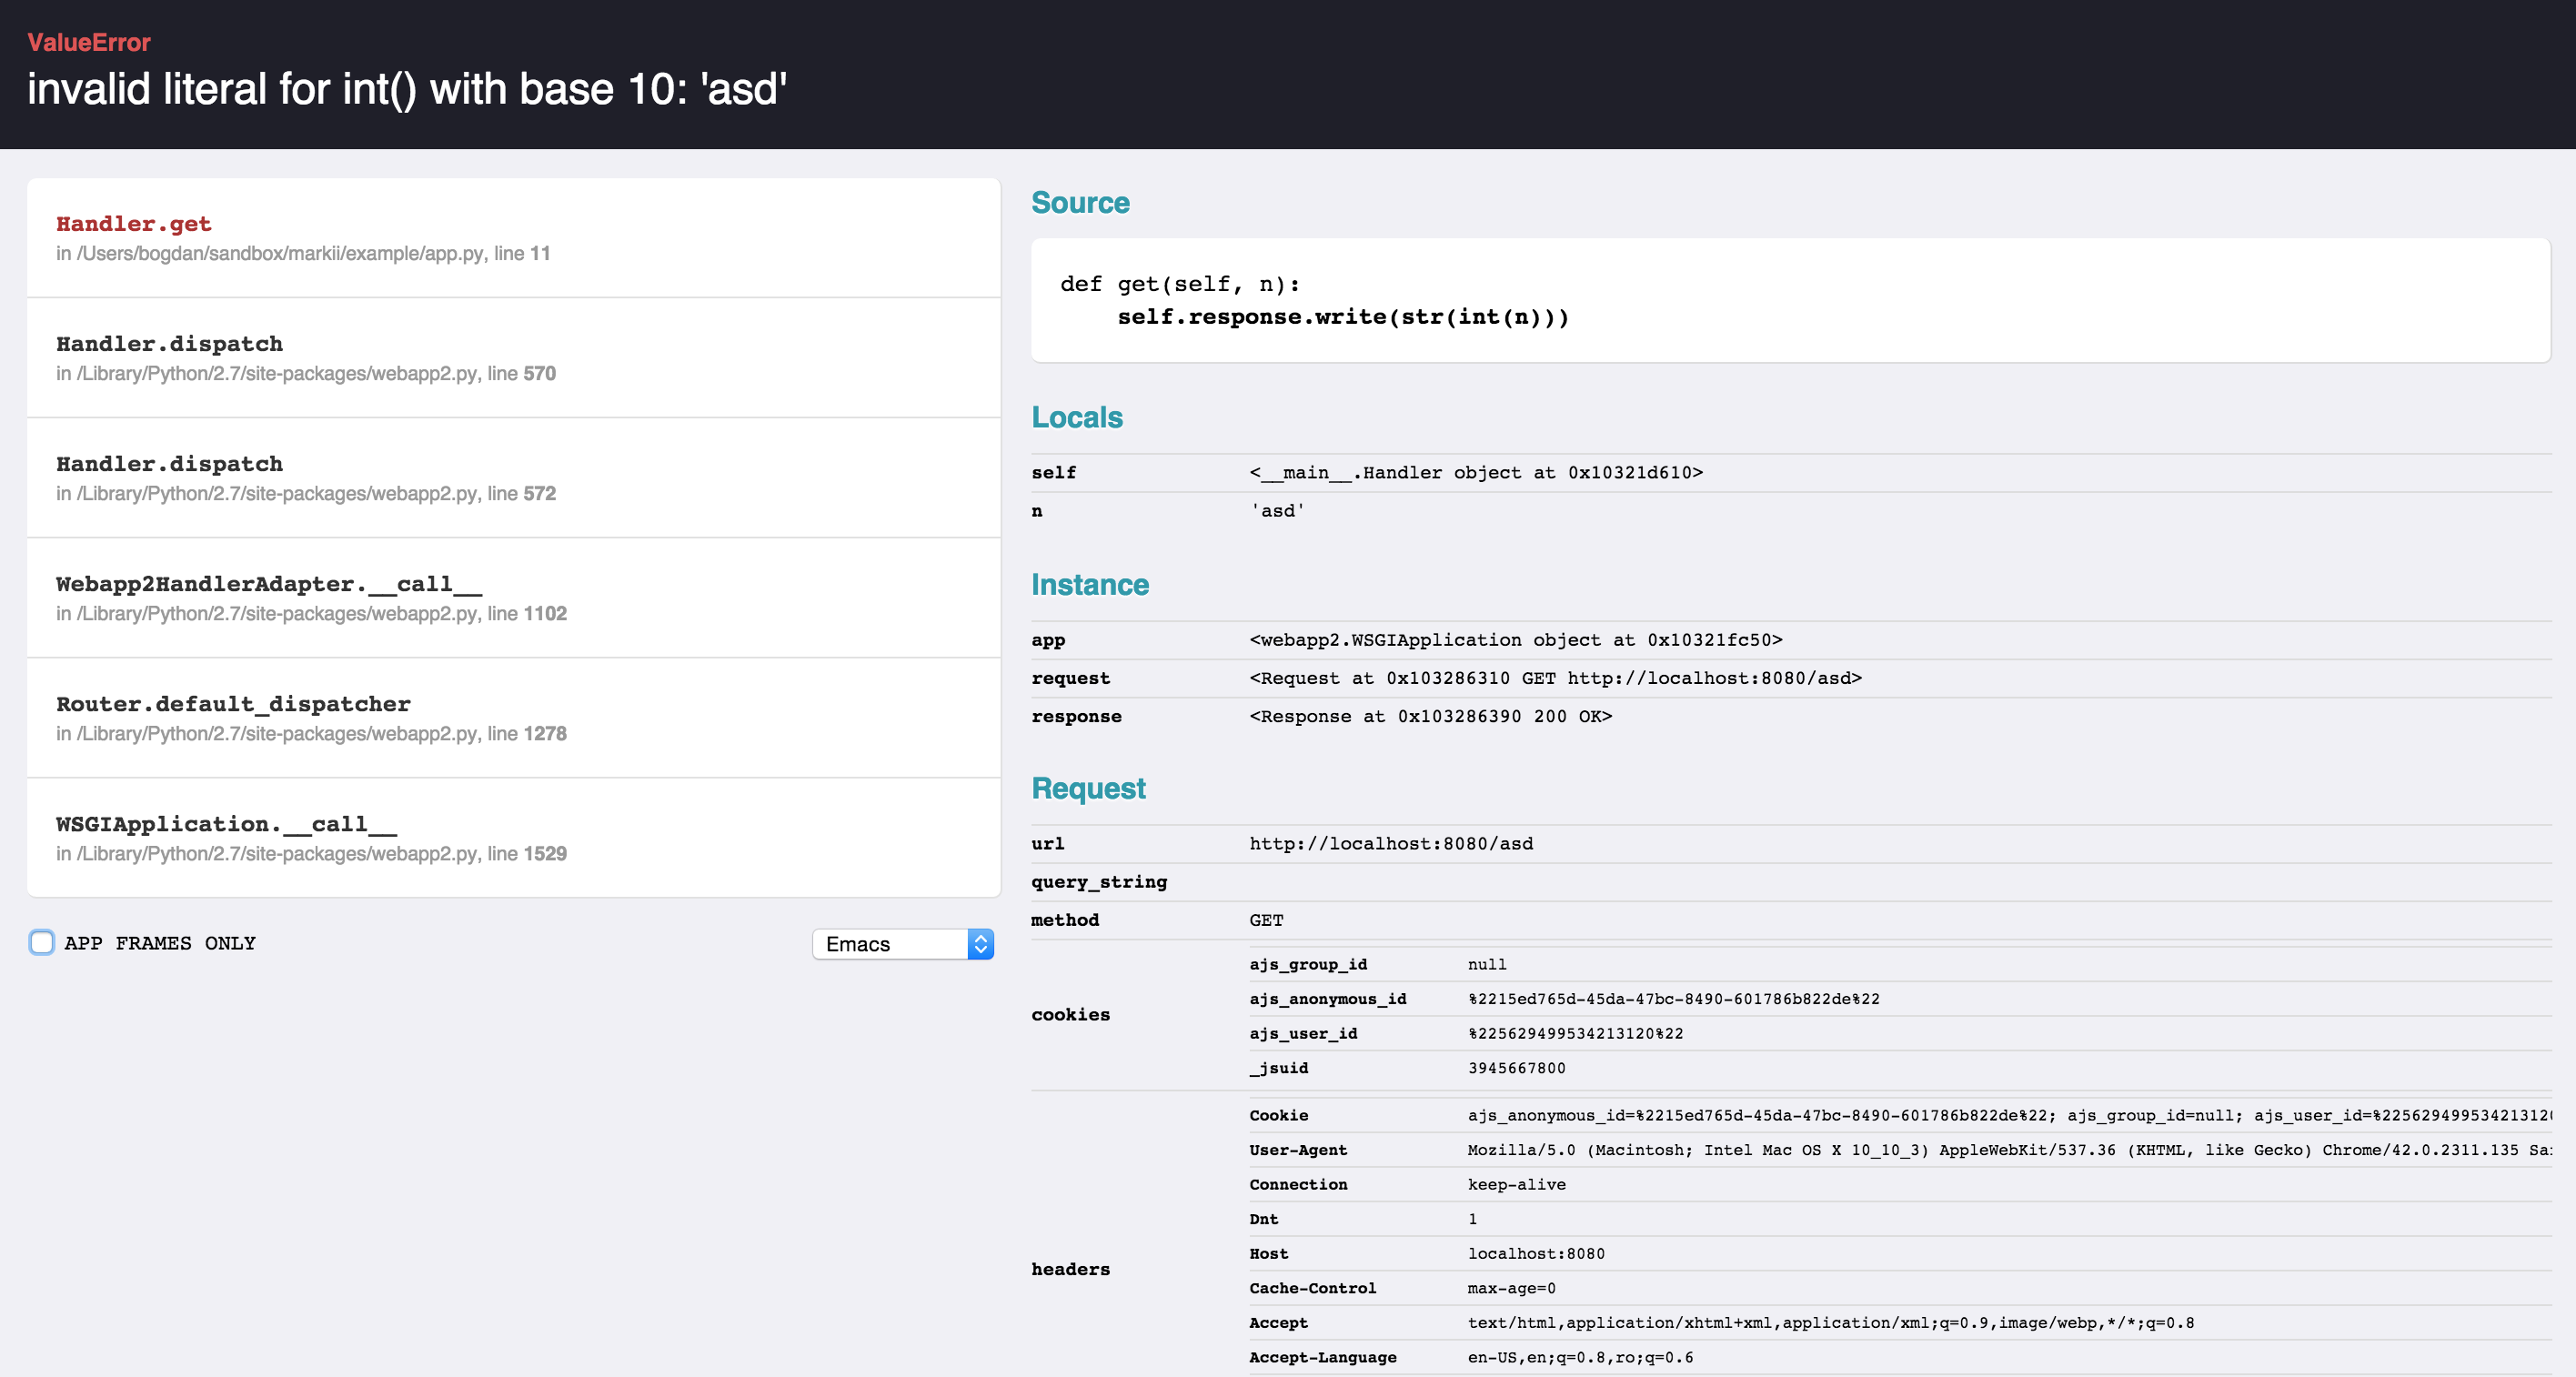 ValueError
invalid literal for int() with base 10: 'asd'
Handler.get
in /Users/bogdan/sandbox/markii/example/app.py, line 11
Handler.dispatch
in /Library/Python/2.7/site-packages/webapp2.py, line 570
Handler.dispatch
in /Library/Python/2.7/site-packages/webapp2.py, line 572
Webapp2HandlerAdapter.__call__
in /Library/Python/2.7/site-packages/webapp2.py, line 1102
Router.default_dispatcher
in /Library/Python/2.7/site-packages/webapp2.py, line 1278
WSGIApplication.__call__
in /Library/Python/2.7/site-packages/webapp2.py, line 1529
APP FRAMES ONLY
Emacs
Source
def get(self, n):
    self.response.write(str(int(n)))
Locals
self <__main__.Handler object at 0x10321d610>
n 'asd'
Instance
app <webapp2.WSGIApplication object at 0x10321fc50>
request <Request at 0x103286310 GET http://localhost:8080/asd>
response <Response at 0x103286390 200 OK>
Request
url http://localhost:8080/asd
query_string
method GET
cookies
ajs_group_id null
ajs_anonymous_id %2215ed765d-45da-47bc-8490-601786b822de%22
ajs_user_id %225629499534213120%22
_jsuid 3945667800
headers
Cookie ajs_anonymous_id=%2215ed765d-45da-47bc-8490-601786b822de%22; ajs_group_id=null; ajs_user_id=%225629499534213120
User-Agent Mozilla/5.0 (Macintosh; Intel Mac OS X 10_10_3) AppleWebKit/537.36 (KHTML, like Gecko) Chrome/42.0.2311.135 Sa
Connection keep-alive
Dnt 1
Host localhost:8080
Cache-Control max-age=0
Accept text/html,application/xhtml+xml,application/xml;q=0.9,image/webp,*/*;q=0.8
Accept-Language en-US,en;q=0.8,ro;q=0.6